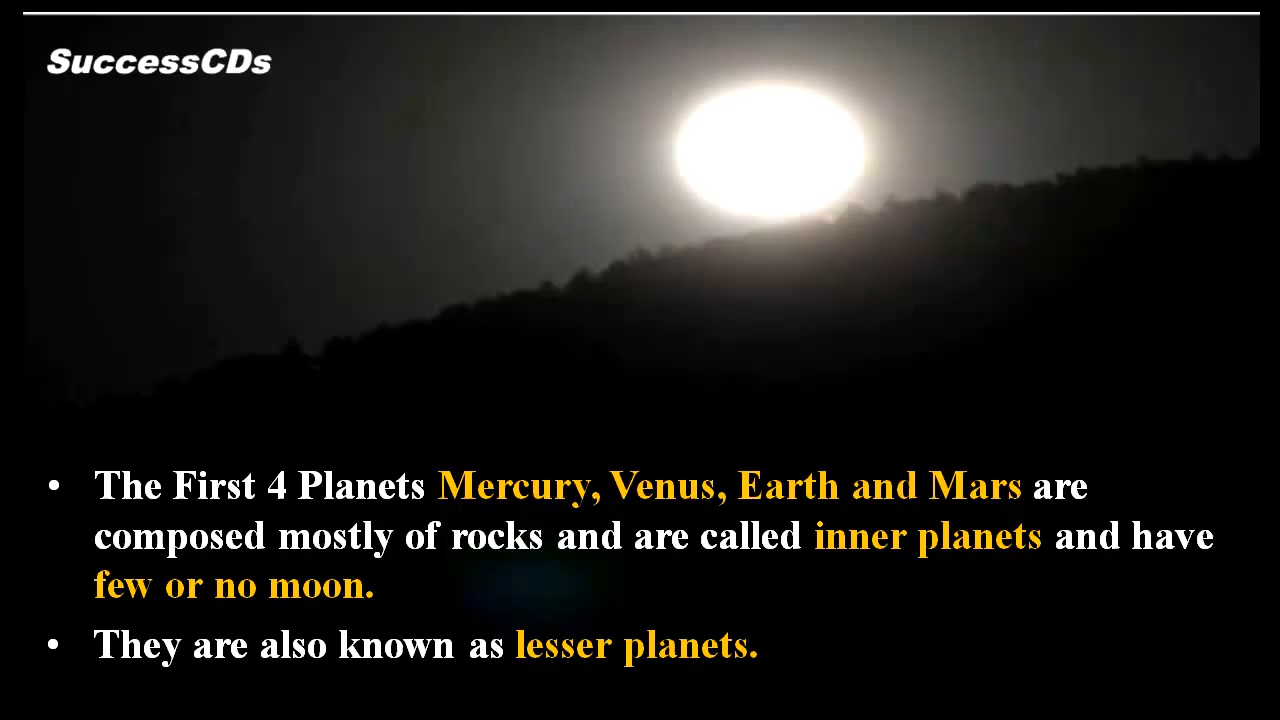 SuccessCDs
• The First 4 Planets Mercury, Venus, Earth and Mars are
composed mostly of rocks and are called inner planets and have
few or no moon.
• They are also known as lesser planets.